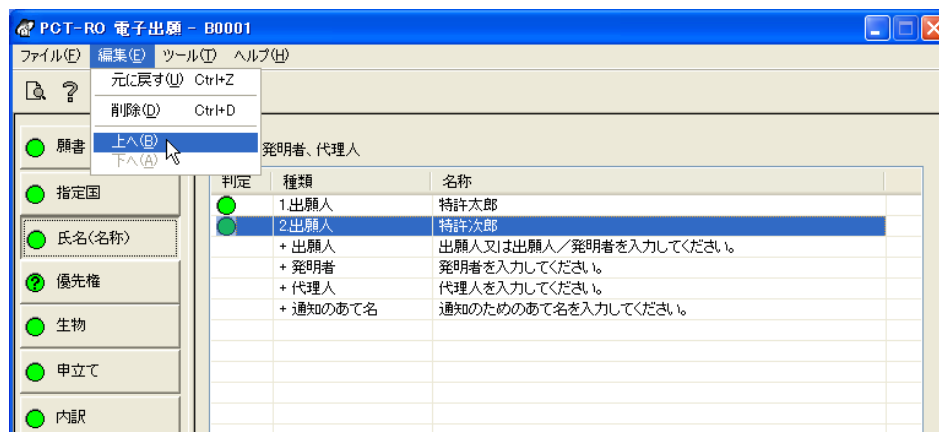 PCT-RO 電子出願 - B0001
ファイル(F) 編集(E) ツール(T) ヘルプ(H)
元に戻す(U) Ctrl+Z
削除(D) Ctrl+D
上へ(B)
下へ(A)
願書
発明者、代理人
指定国
氏名(名称)
優先権
生物
申立て
内訳
判定 種類 名称
1.出願人 特許太郎
2.出願人 特許次郎
+ 出願人 出願人又は出願人／発明者を入力してください。
+ 発明者 発明者を入力してください。
+ 代理人 代理人を入力してください。
+ 通知のあて名 通知のためのあて名を入力してください。